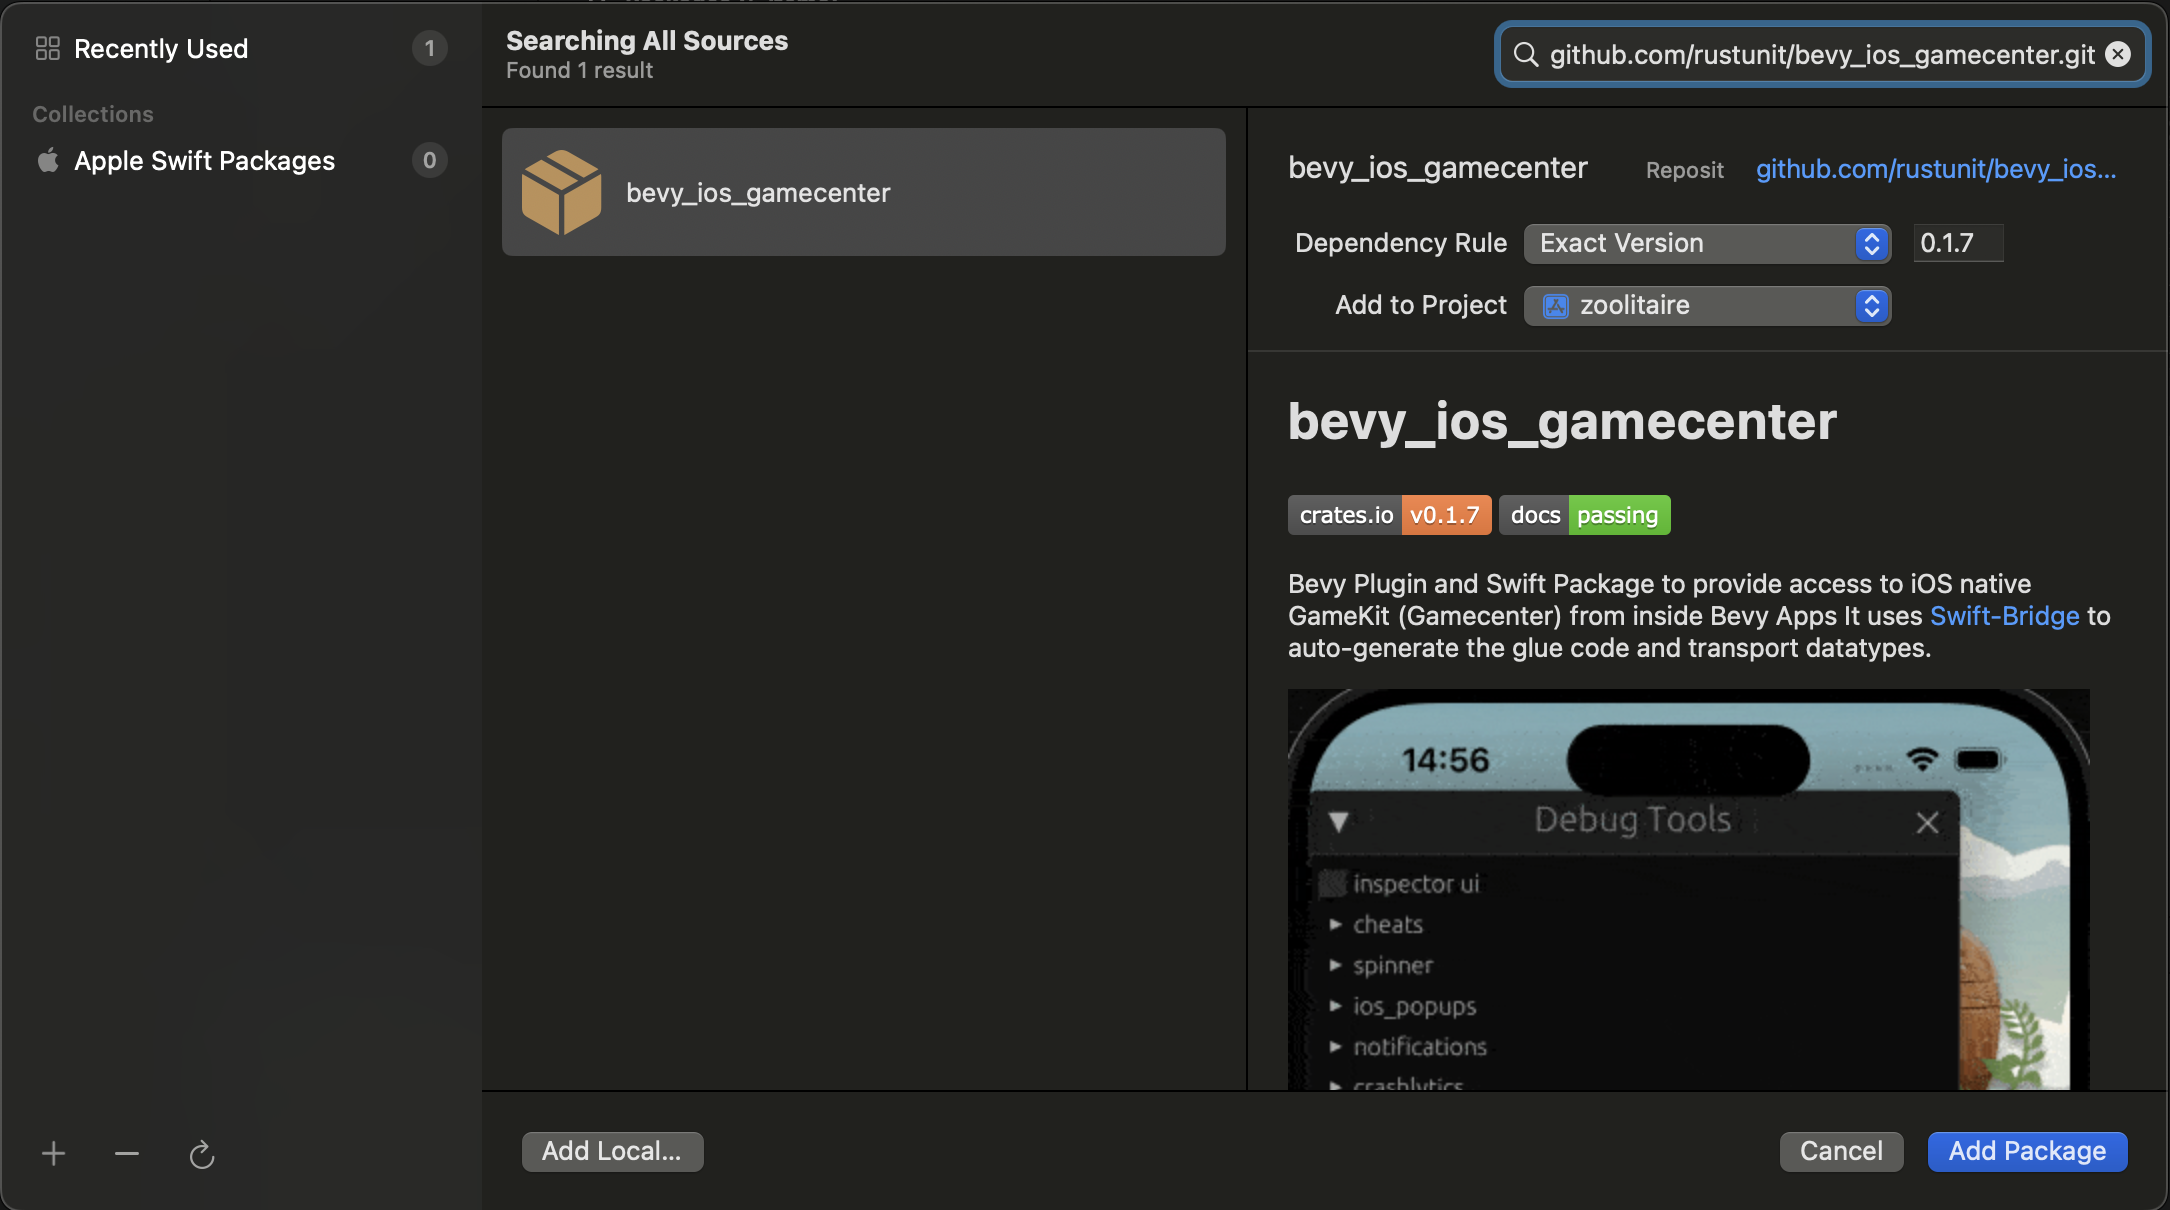 Recently Used 1
Collections
Apple Swift Packages 0
Searching All Sources
Found 1 result
github.com/rustunit/bevy_ios_gamecenter.git
bevy_ios_gamecenter
bevy_ios_gamecenter Reposit github.com/rustunit/bevy_ios...
Dependency Rule Exact Version 0.1.7
Add to Project zoolitaire
bevy_ios_gamecenter
crates.io v0.1.7 docs passing
Bevy Plugin and Swift Package to provide access to iOS native
GameKit (Gamecenter) from inside Bevy Apps It uses Swift-Bridge to
auto-generate the glue code and transport datatypes.
14:56
Debug Tools
inspector ui
cheats
spinner
ios_popups
notifications
crashlytics
Add Local...
Cancel
Add Package